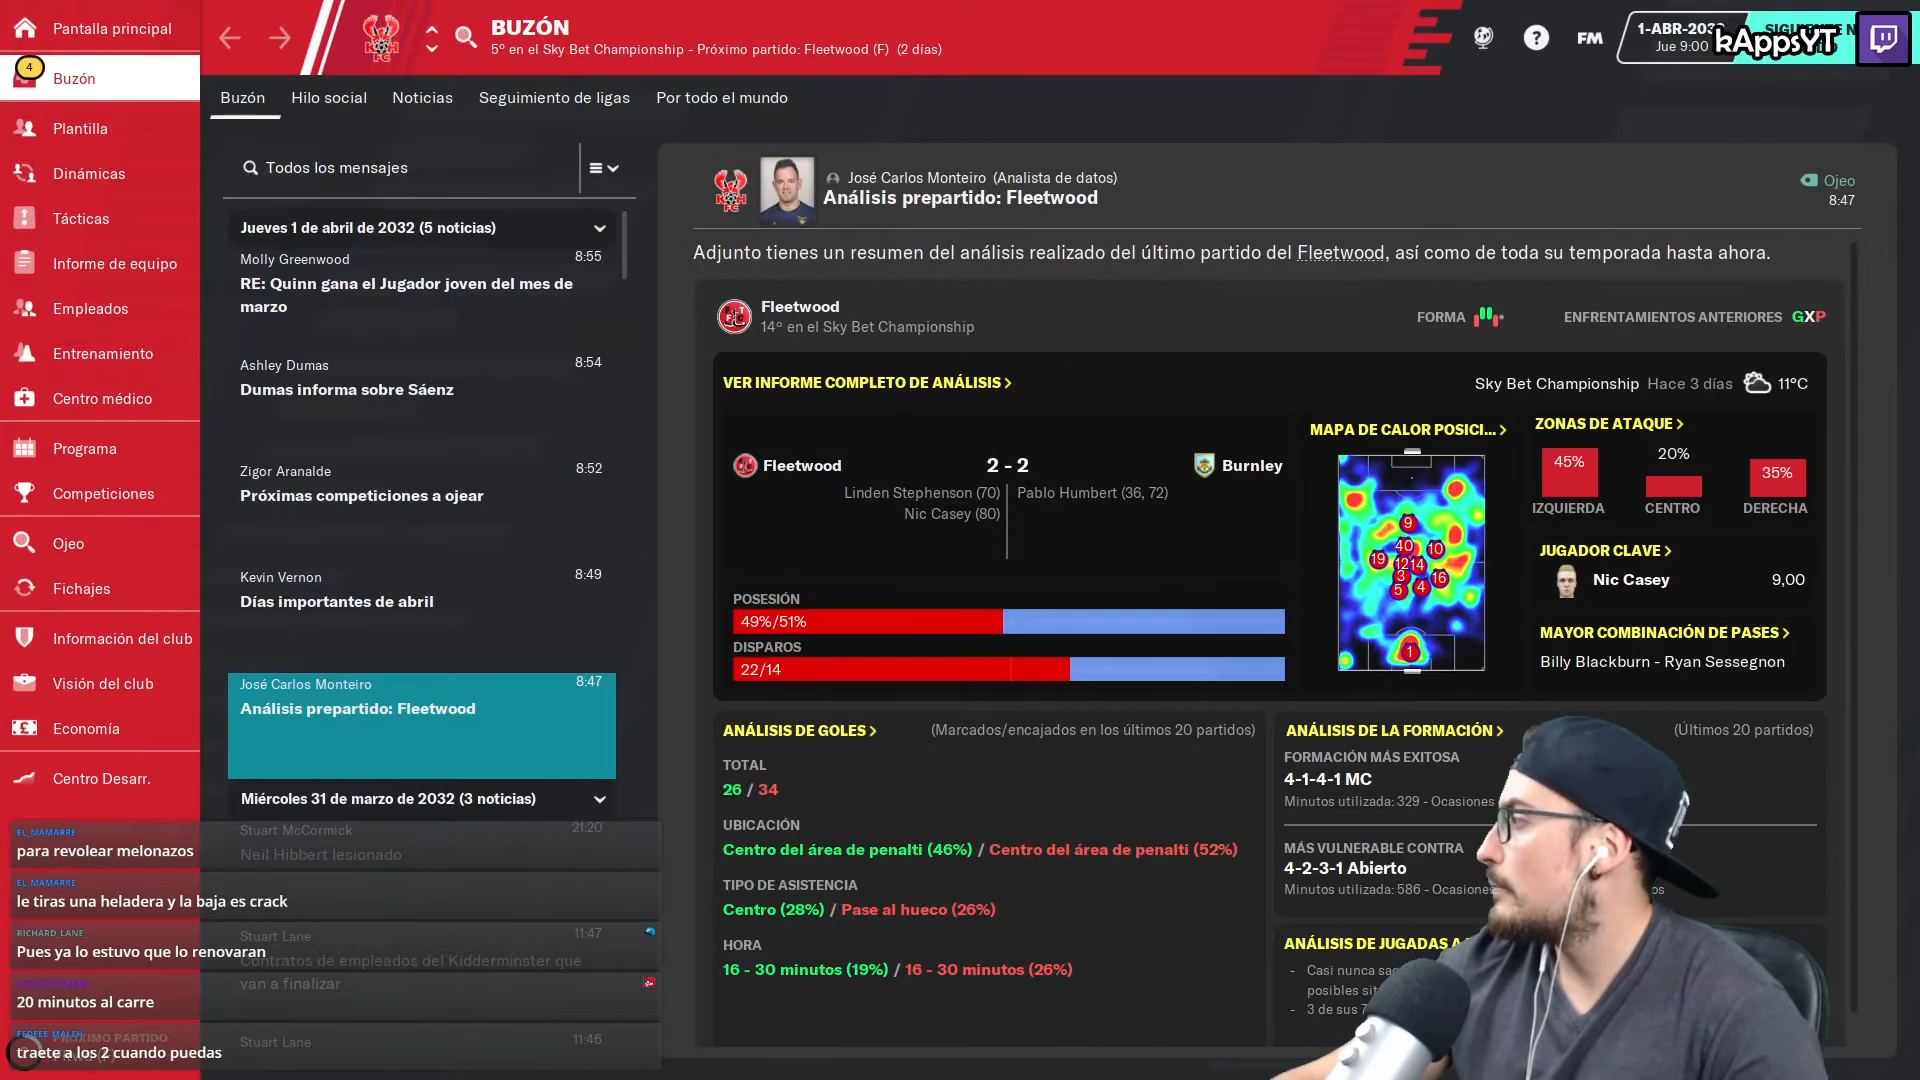 Pantalla principal
4
Buzón
Plantilla
Dinámicas
Tácticas
Informe de equipo
Empleados
Entrenamiento
Centro médico
Programa
Competiciones
Ojeo
Fichajes
Información del club
Visión del club
Economía
Centro Desarr.
BUZÓN
5º en el Sky Bet Championship - Próximo partido: Fleetwood (F) (2 días)
FM
Jue 9:00
kAppsYT
Buzón
Hilo social
Noticias
Seguimiento de ligas
Por todo el mundo
Todos los mensajes
Jueves 1 de abril de 2032 (5 noticias)
Molly Greenwood 8:55
RE: Quinn gana el Jugador joven del mes de
marzo
Ashley Dumas 8:54
Dumas informa sobre Sáenz
Zigor Aranalde 8:52
Próximas competiciones a ojear
Kevin Vernon 8:49
Días importantes de abril
José Carlos Monteiro 8:47
Análisis prepartido: Fleetwood
Miércoles 31 de marzo de 2032 (3 noticias)
Stuart McCormick 21:20
Neil Hibbert lesionado
Stuart Lane 11:47
Contratos de empleados del Kidderminster que
van a finalizar
Stuart Lane 11:46
EL_MAMARRE
para revolear melonazos
EL_MAMARRE
le tiras una heladera y la baja es crack
RICHARD_LANE_
Pues ya lo estuvo que lo renovaran
20 minutos al carre
PRÓXIMO PARTIDO
traete a los 2 cuando puedas
José Carlos Monteiro (Analista de datos)
Análisis prepartido: Fleetwood
Ojeo
8:47
Adjunto tienes un resumen del análisis realizado del último partido del Fleetwood, así como de toda su temporada hasta ahora.
Fleetwood
14º en el Sky Bet Championship
FORMA
ENFRENTAMIENTOS ANTERIORES GXP
VER INFORME COMPLETO DE ANÁLISIS
Sky Bet Championship Hace 3 días 11ºC
Fleetwood 2 - 2 Burnley
Linden Stephenson (70) Pablo Humbert (36, 72)
Nic Casey (80)
POSESIÓN
49%/51%
DISPAROS
22/14
MAPA DE CALOR POSICI...
9
40
10
19
12
14
3
16
5
4
1
ZONAS DE ATAQUE
45% 20% 35%
IZQUIERDA CENTRO DERECHA
JUGADOR CLAVE
Nic Casey 9,00
MAYOR COMBINACIÓN DE PASES
Billy Blackburn - Ryan Sessegnon
ANÁLISIS DE GOLES (Marcados/encajados en los últimos 20 partidos)
TOTAL
26 / 34
UBICACIÓN
Centro del área de penalti (46%) / Centro del área de penalti (52%)
TIPO DE ASISTENCIA
Centro (28%) / Pase al hueco (26%)
HORA
16 - 30 minutos (19%) / 16 - 30 minutos (26%)
ANÁLISIS DE LA FORMACIÓN (Últimos 20 partidos)
FORMACIÓN MÁS EXITOSA
4-1-4-1 MC
Minutos utilizada: 329 - Ocasiones
MÁS VULNERABLE CONTRA
4-2-3-1 Abierto
Minutos utilizada: 586 - Ocasiones
ANÁLISIS DE JUGADAS A
- Casi nunca
posibles
- 3 de sus 7